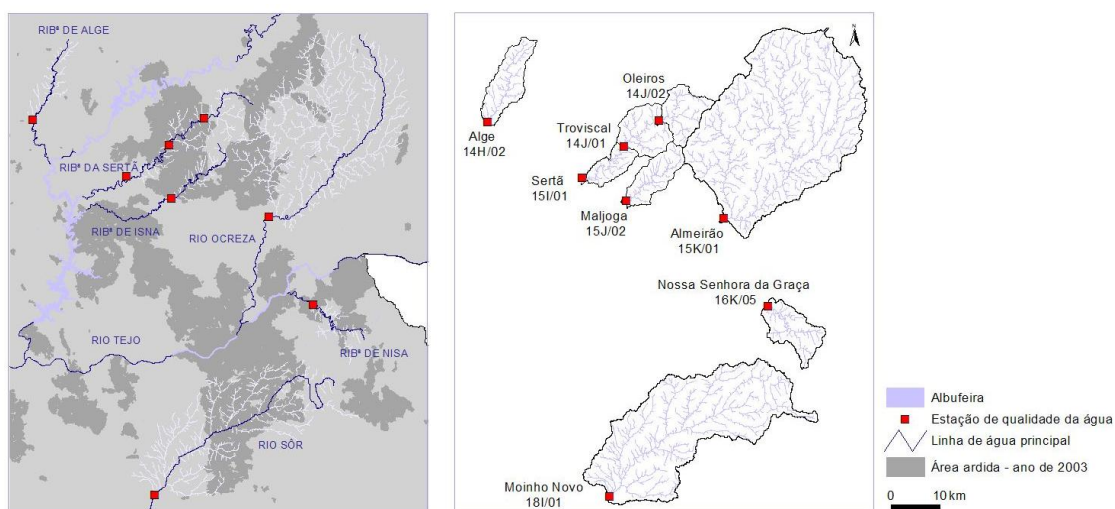 RIBª DE ALGE
RIBª DA SERTÃ
RIBª DE ISNA
RIO OCREZA
RIO TEJO
RIBª DE NISA
RIO SÔR
N
Oleiros
14J/02
Alge
14H/02
Troviscal
14J/01
Sertã
15I/01
Maljoga
15J/02
Almeirão
15K/01
Nossa Senhora da Graça
16K/05
Moinho Novo
18I/01
Albufeira
Estação de qualidade da água
Linha de água principal
Área ardida - ano de 2003
0 10 km